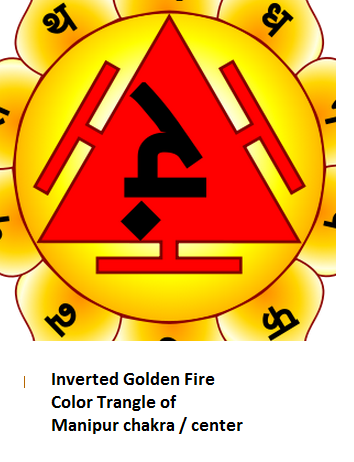 रं
फ
Inverted Golden Fire
Color Trangle of
Manipur chakra / center